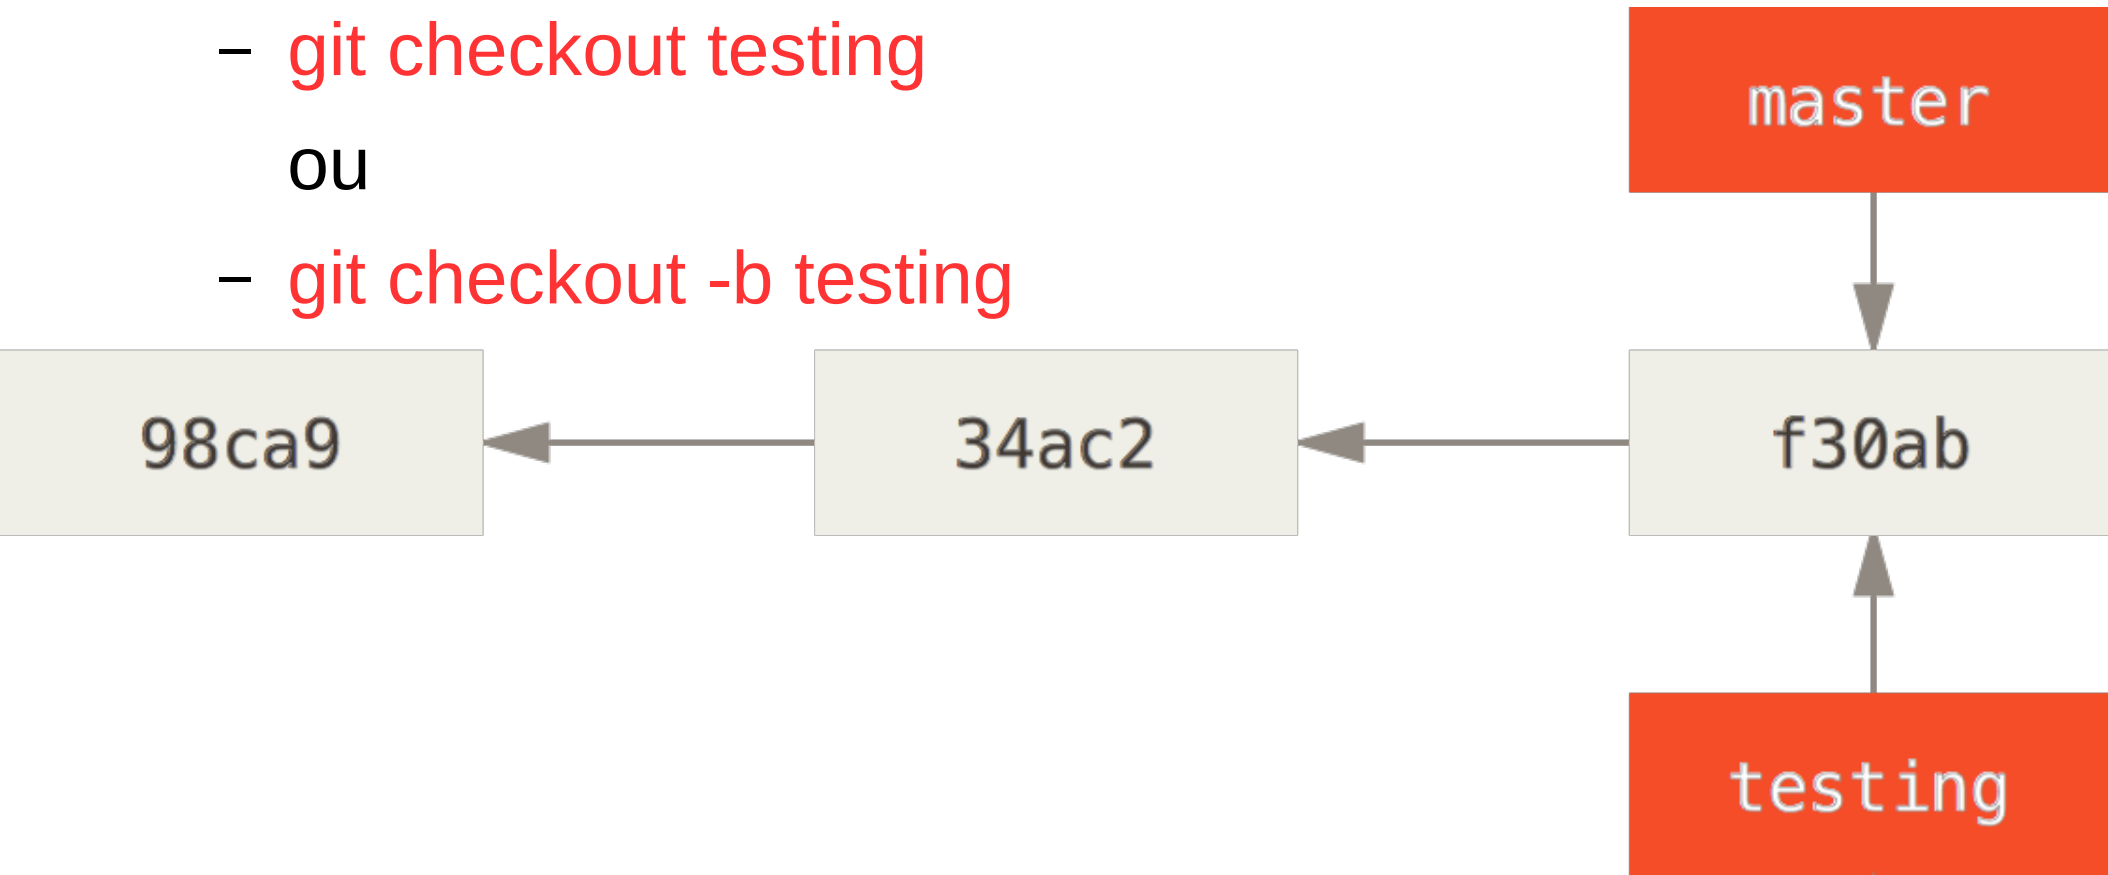 – git checkout testing
ou
– git checkout -b testing
master
98ca9 34ac2 f30ab
testing